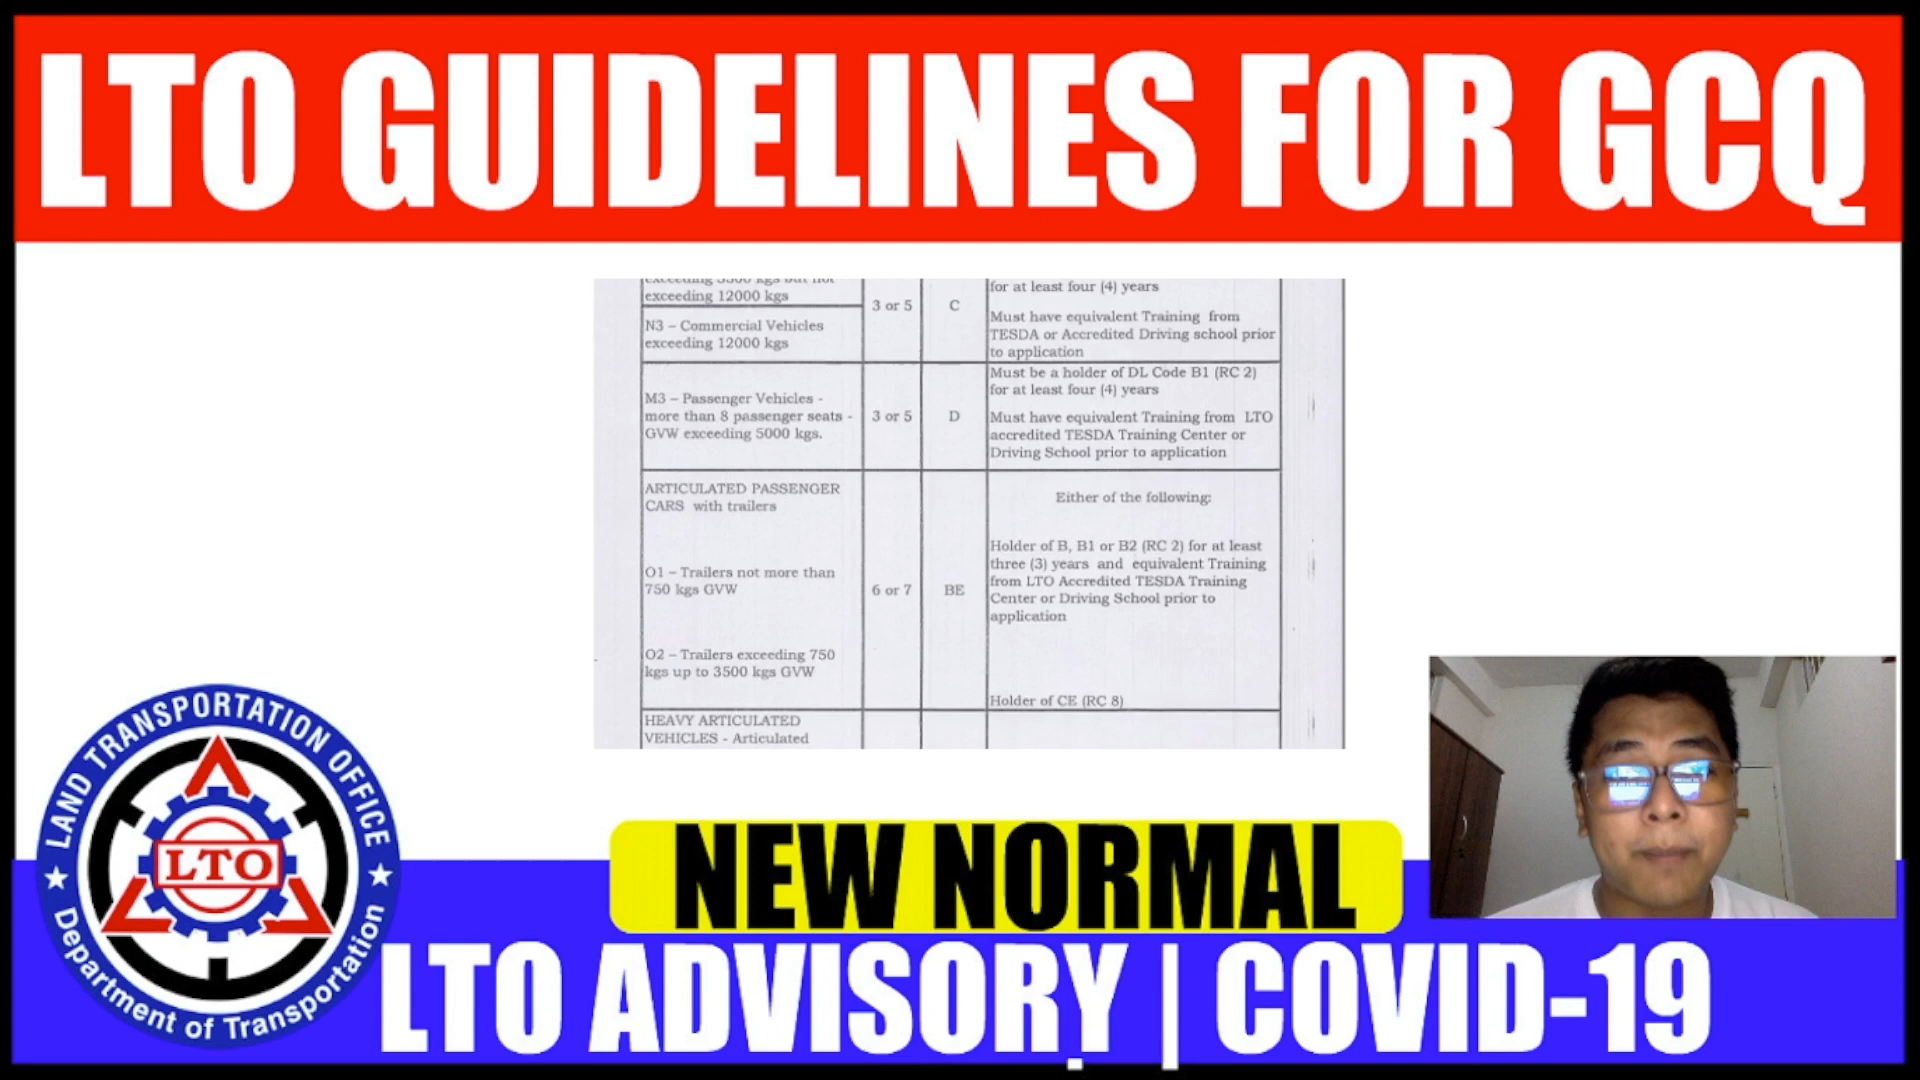 LTO GUIDELINES FOR GCQ
exceeding 3500 kgs but not
exceeding 12000 kgs
N3 – Commercial Vehicles
exceeding 12000 kgs
3 or 5
C
for at least four (4) years
Must have equivalent Training from
TESDA or Accredited Driving school prior
to application
M3 – Passenger Vehicles -
more than 8 passenger seats -
GVW exceeding 5000 kgs.
3 or 5
D
Must be a holder of DL Code B1 (RC 2)
for at least four (4) years
Must have equivalent Training from LTO
accredited TESDA Training Center or
Driving School prior to application
ARTICULATED PASSENGER
CARS with trailers
O1 – Trailers not more than
750 kgs GVW
O2 – Trailers exceeding 750
kgs up to 3500 kgs GVW
6 or 7
BE
Either of the following:
Holder of B, B1 or B2 (RC 2) for at least
three (3) years and equivalent Training
from LTO Accredited TESDA Training
Center or Driving School prior to
application
Holder of CE (RC 8)
HEAVY ARTICULATED
VEHICLES - Articulated
LAND TRANSPORTATION OFFICE
LTO
Department of Transportation
NEW NORMAL
LTO ADVISORY | COVID-19